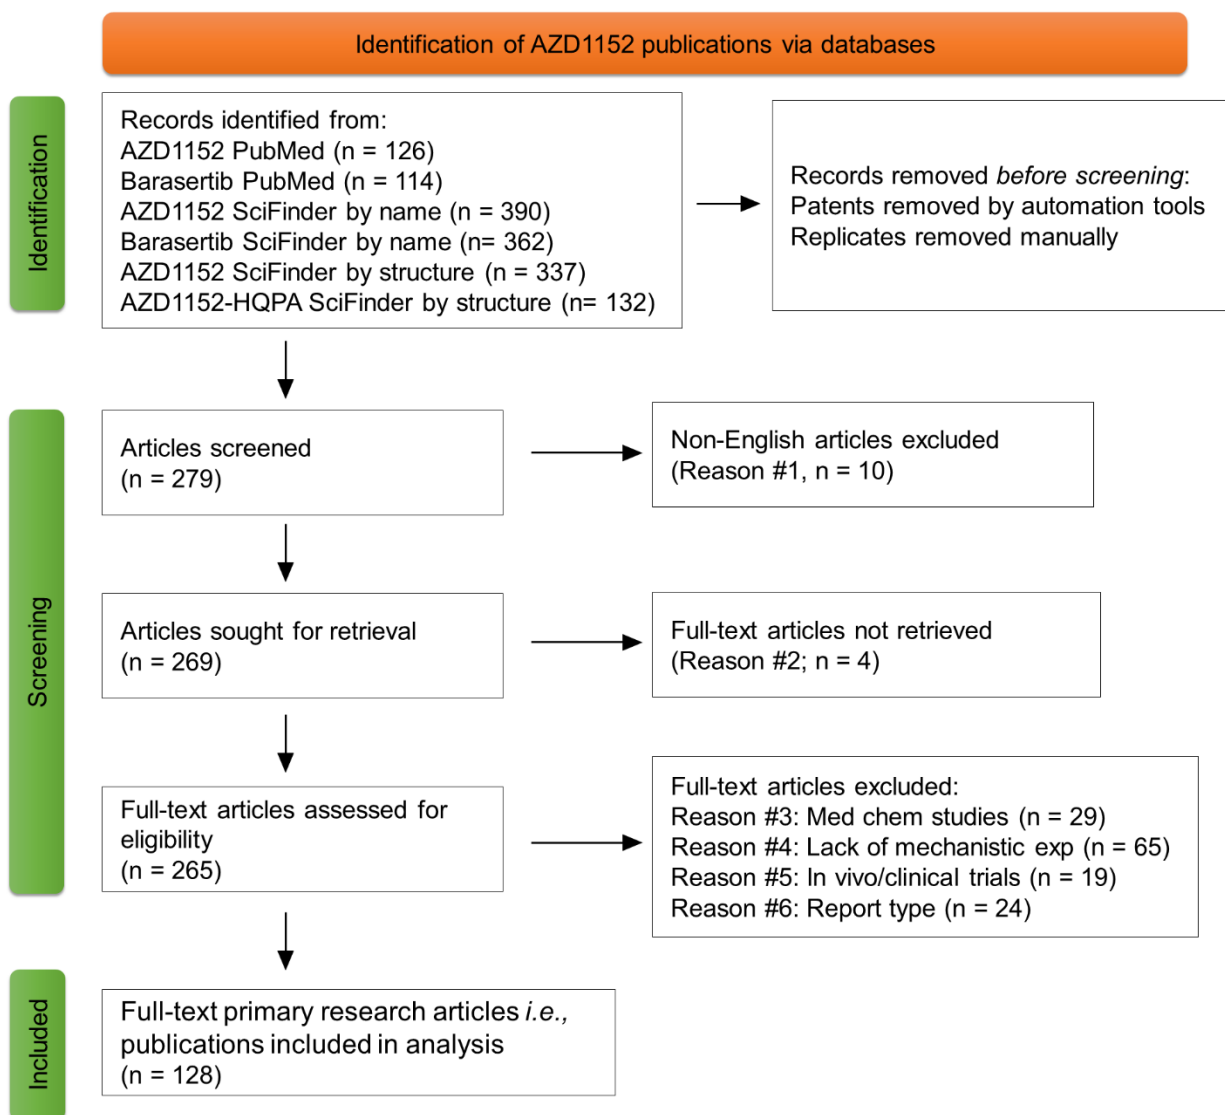 Identification of AZD1152 publications via databases
Identification
Records identified from:
AZD1152 PubMed (n = 126)
Barasertib PubMed (n = 114)
AZD1152 SciFinder by name (n = 390)
Barasertib SciFinder by name (n= 362)
AZD1152 SciFinder by structure (n = 337)
AZD1152-HQPA SciFinder by structure (n= 132)
Records removed before screening:
Patents removed by automation tools
Replicates removed manually
Screening
Articles screened
(n = 279)
Non-English articles excluded
(Reason #1, n = 10)
Articles sought for retrieval
(n = 269)
Full-text articles not retrieved
(Reason #2; n = 4)
Full-text articles assessed for
eligibility
(n = 265)
Full-text articles excluded:
Reason #3: Med chem studies (n = 29)
Reason #4: Lack of mechanistic exp (n = 65)
Reason #5: In vivo/clinical trials (n = 19)
Reason #6: Report type (n = 24)
Included
Full-text primary research articles i.e.,
publications included in analysis
(n = 128)